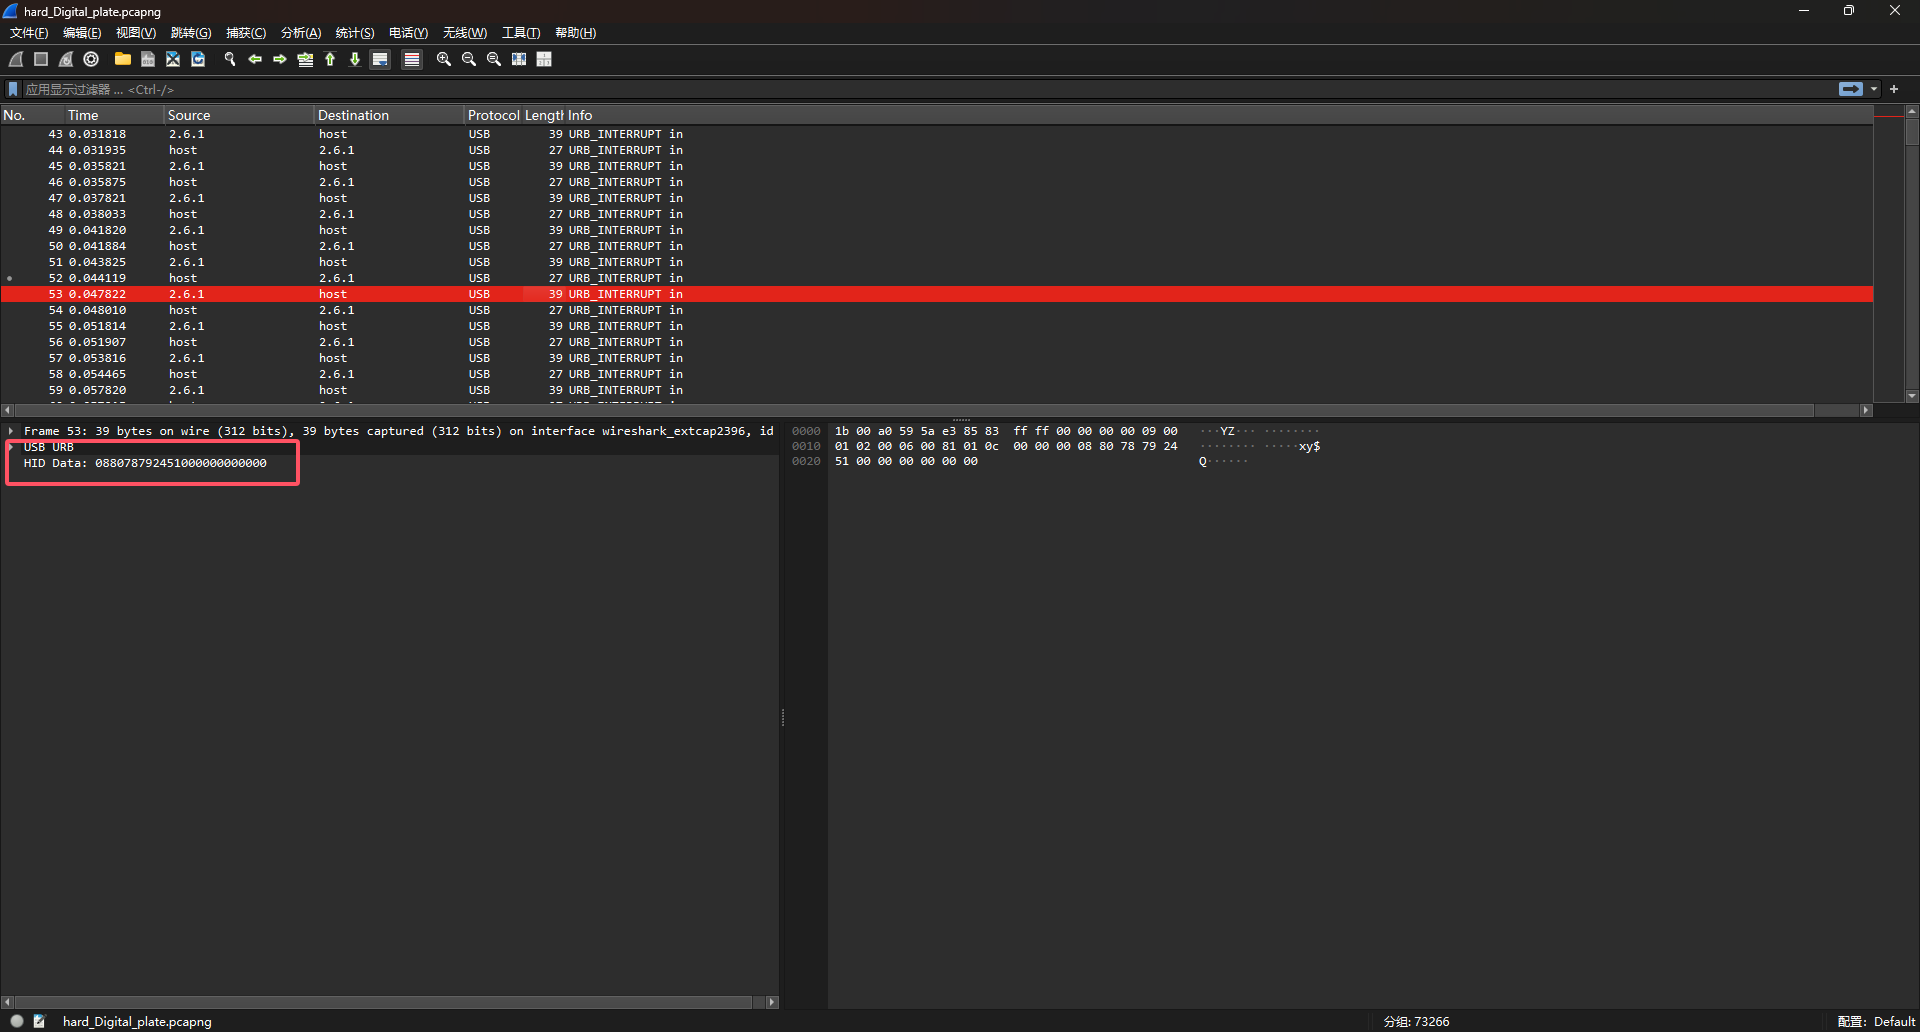 hard_Digital_plate.pcapng
文件(F) 编辑(E) 视图(V) 跳转(G) 捕获(C) 分析(A) 统计(S) 电话(Y) 无线(W) 工具(T) 帮助(H)
应用显示过滤器 … <Ctrl-/>
No. Time Source Destination Protocol Lengtl Info
43 0.031818 2.6.1 host USB 39 URB_INTERRUPT in
44 0.031935 host 2.6.1 USB 27 URB_INTERRUPT in
45 0.035821 2.6.1 host USB 39 URB_INTERRUPT in
46 0.035875 host 2.6.1 USB 27 URB_INTERRUPT in
47 0.037821 2.6.1 host USB 39 URB_INTERRUPT in
48 0.038033 host 2.6.1 USB 27 URB_INTERRUPT in
49 0.041820 2.6.1 host USB 39 URB_INTERRUPT in
50 0.041884 host 2.6.1 USB 27 URB_INTERRUPT in
51 0.043825 2.6.1 host USB 39 URB_INTERRUPT in
52 0.044119 host 2.6.1 USB 27 URB_INTERRUPT in
53 0.047822 2.6.1 host USB 39 URB_INTERRUPT in
54 0.048010 host 2.6.1 USB 27 URB_INTERRUPT in
55 0.051814 2.6.1 host USB 39 URB_INTERRUPT in
56 0.051907 host 2.6.1 USB 27 URB_INTERRUPT in
57 0.053816 2.6.1 host USB 39 URB_INTERRUPT in
58 0.054465 host 2.6.1 USB 27 URB_INTERRUPT in
59 0.057820 2.6.1 host USB 39 URB_INTERRUPT in
Frame 53: 39 bytes on wire (312 bits), 39 bytes captured (312 bits) on interface wireshark_extcap2396, id
USB URB
HID Data: 088078792451000000000000
0000 1b 00 a0 59 5a e3 85 83 ff ff 00 00 00 00 09 00 ···YZ··· ········
0010 01 02 00 06 00 81 01 0c 00 00 00 08 80 78 79 24 ········ ·····xy$
0020 51 00 00 00 00 00 00 Q······
hard_Digital_plate.pcapng 分组: 73266 配置: Default